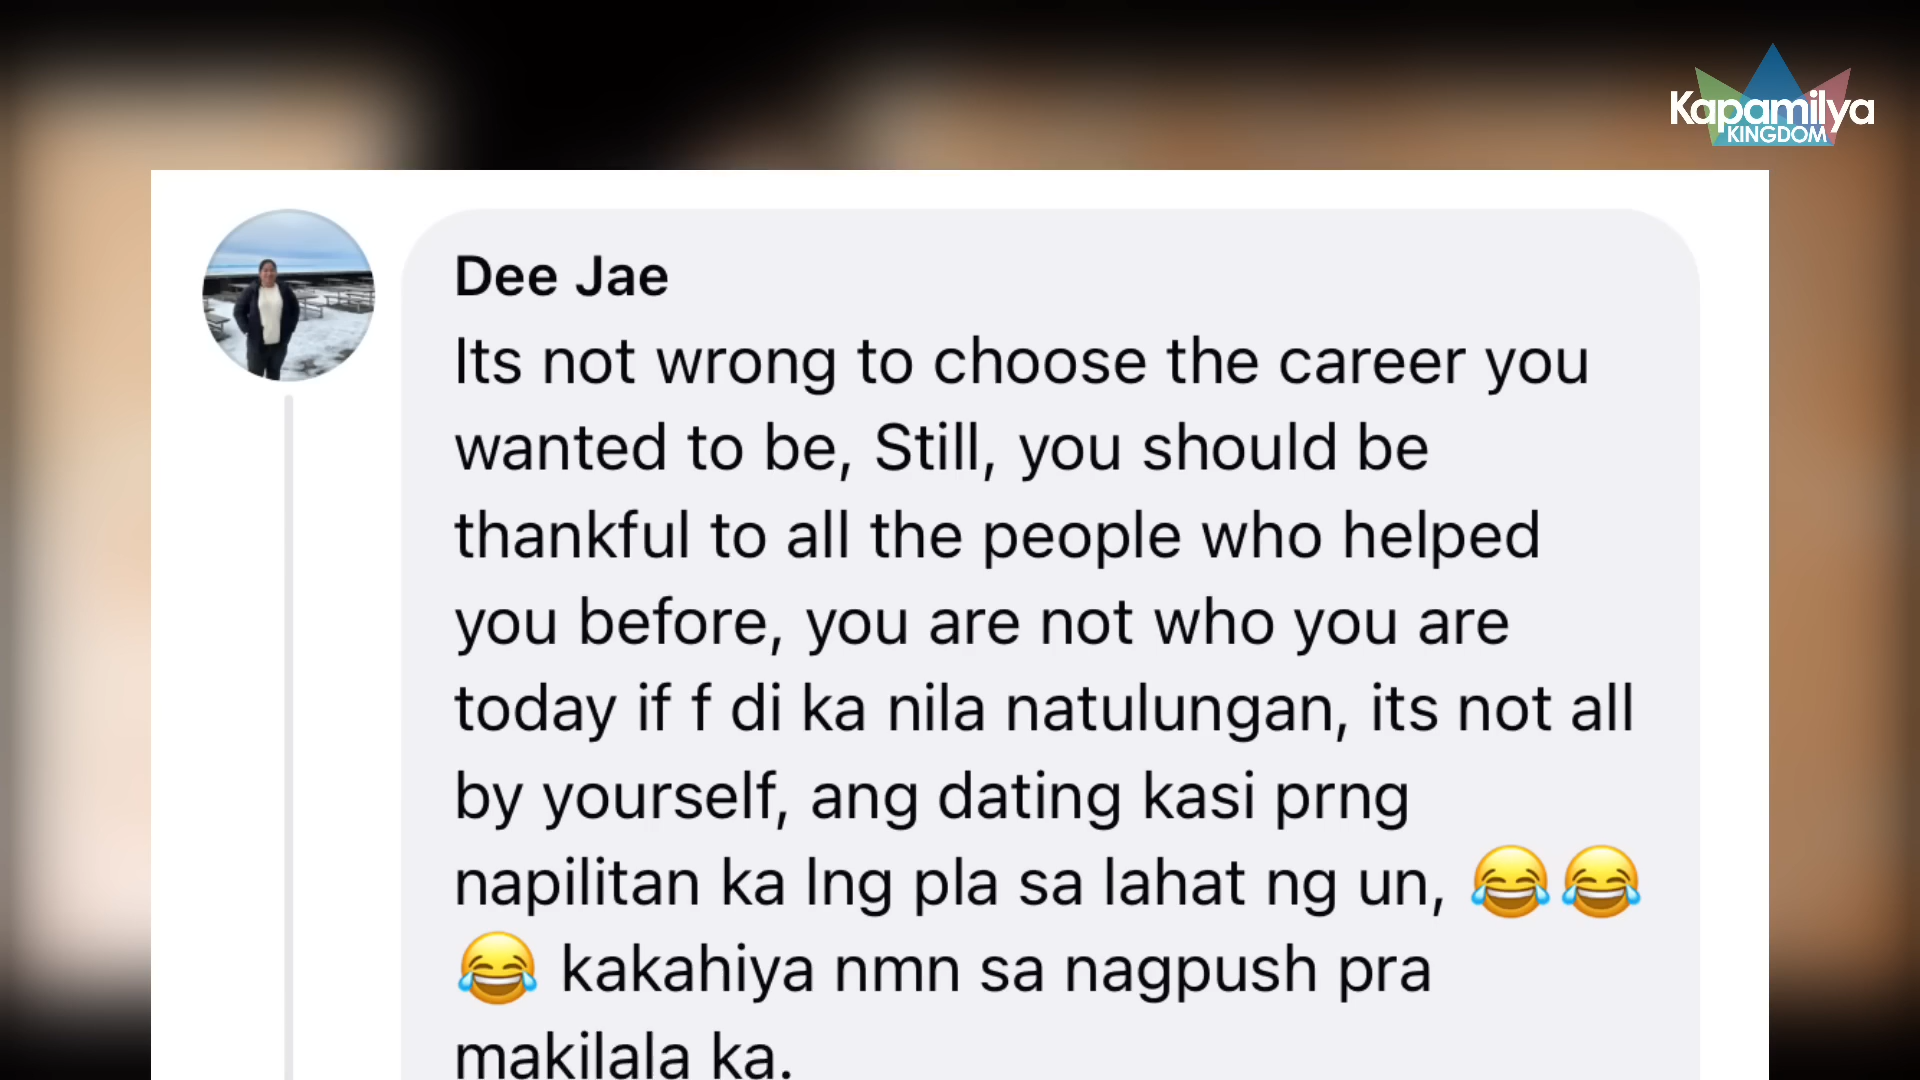 Kapamilya
KINGDOM
Dee Jae
Its not wrong to choose the career you
wanted to be, Still, you should be
thankful to all the people who helped
you before, you are not who you are
today if f di ka nila natulungan, its not all
by yourself, ang dating kasi prng
napilitan ka lng pla sa lahat ng un, 😂😂
😂 kakahiya nmn sa nagpush pra
makilala ka.